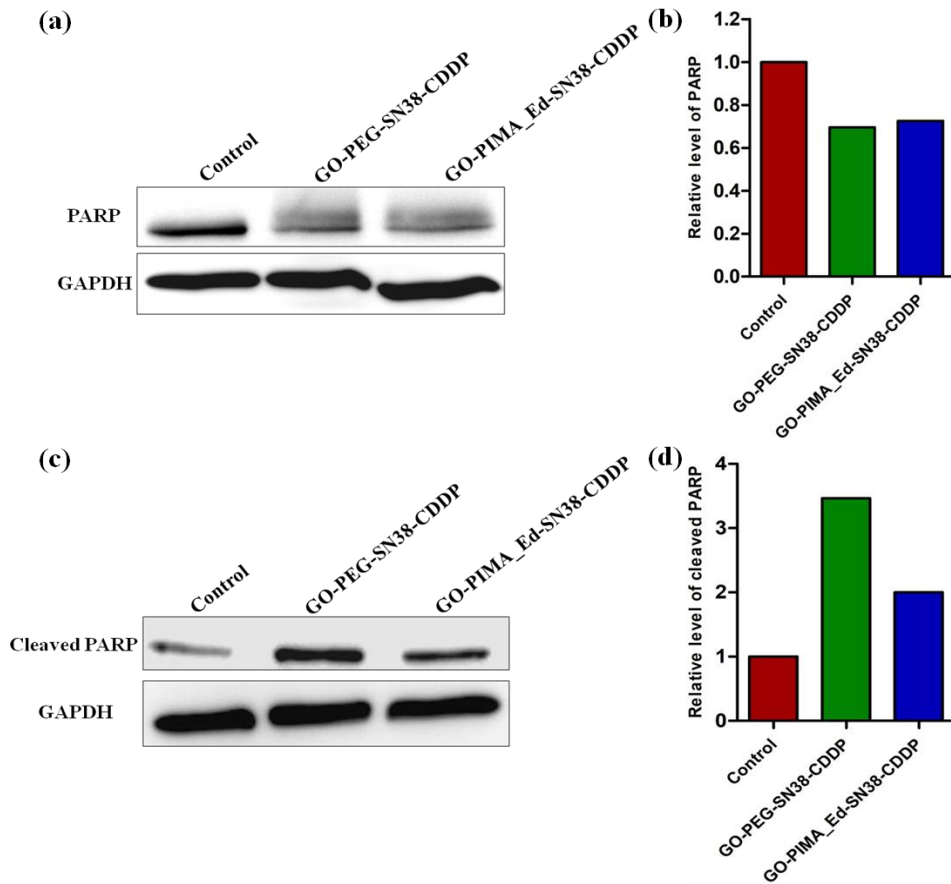 (a)
Control
GO-PEG-SN38-CDDP
GO-PIMA_Ed-SN38-CDDP
PARP
GAPDH
(b)
Relative level of PARP
1.2
1.0
0.8
0.6
0.4
0.2
0.0
Control
GO-PEG-SN38-CDDP
GO-PIMA_Ed-SN38-CDDP
(c)
Control
GO-PEG-SN38-CDDP
GO-PIMA_Ed-SN38-CDDP
Cleaved PARP
GAPDH
(d)
Relative level of cleaved PARP
4
3
2
1
0
Control
GO-PEG-SN38-CDDP
GO-PIMA_Ed-SN38-CDDP